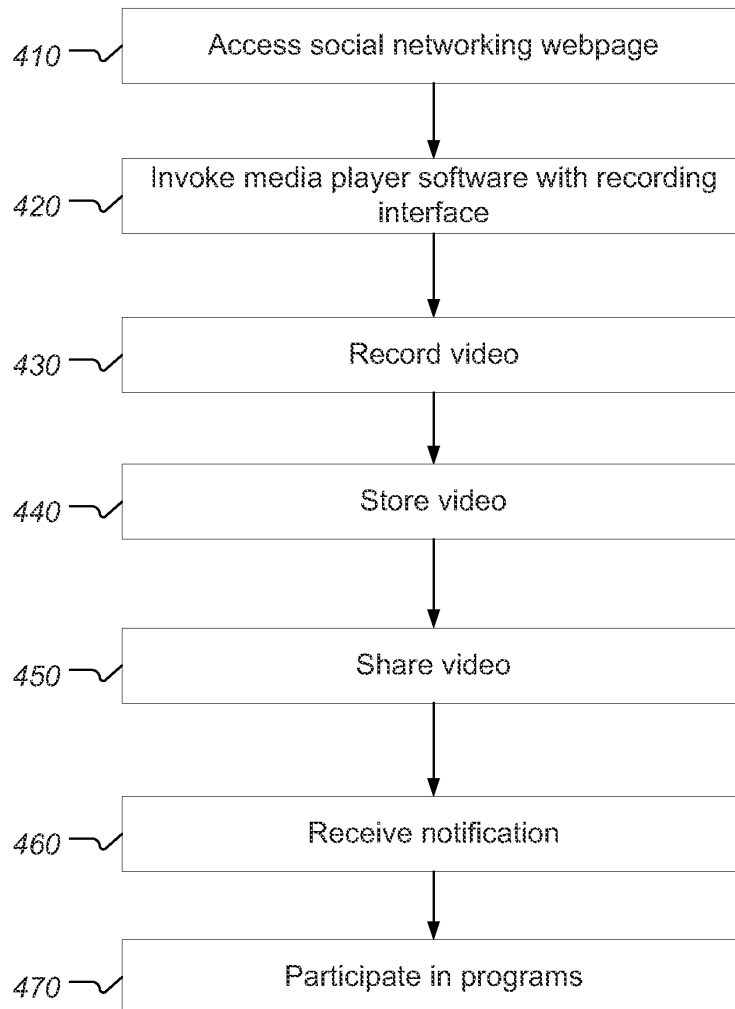 410
Access social networking webpage
420
Invoke media player software with recording
interface
430
Record video
440
Store video
450
Share video
460
Receive notification
470
Participate in programs